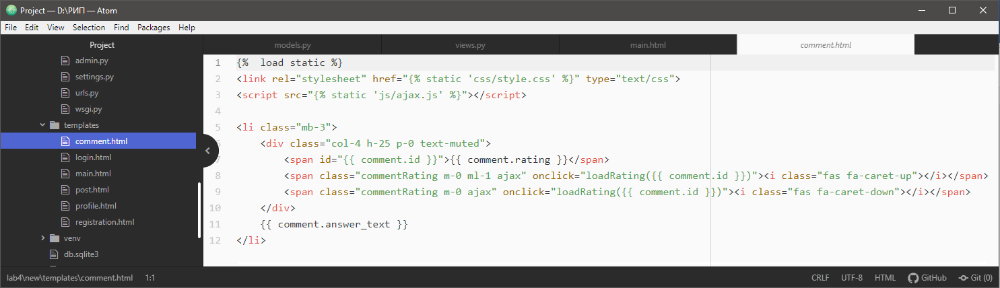 Project — D:\РИП — Atom
File Edit View Selection Find Packages Help
Project
admin.py
settings.py
urls.py
wsgi.py
templates
comment.html
login.html
main.html
post.html
profile.html
registration.html
venv
db.sqlite3
models.py views.py main.html comment.html
1 {%  load static %}
2 <link rel="stylesheet" href="{% static 'css/style.css' %}" type="text/css">
3 <script src="{% static 'js/ajax.js' %}"></script>
4
5 <li class="mb-3">
6     <div class="col-4 h-25 p-0 text-muted">
7         <span id="{{ comment.id }}">{{ comment.rating }}</span>
8         <span class="commentRating m-0 ml-1 ajax" onclick="loadRating({{ comment.id }})"><i class="fas fa-caret-up"></i></span>
9         <span class="commentRating m-0 ajax" onclick="loadRating({{ comment.id }})"><i class="fas fa-caret-down"></i></span>
10     </div>
11     {{ comment.answer_text }}
12 </li>
lab4\new\templates\comment.html 1:1 CRLF UTF-8 HTML GitHub Git (0)